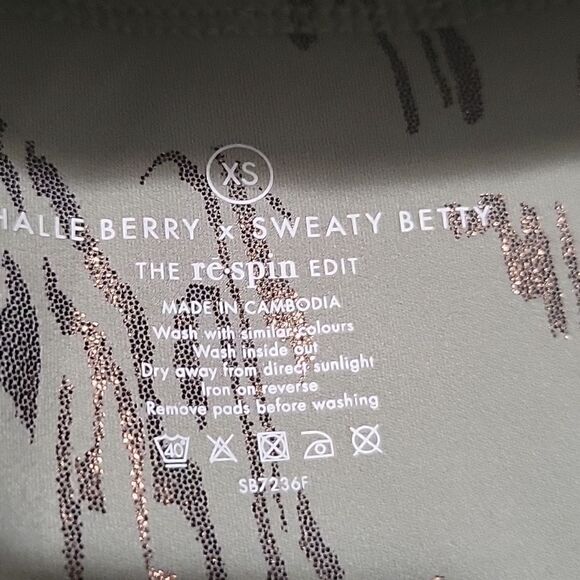 XS
HALLE BERRY x SWEATY BETTY
THE rē•spin EDIT
MADE IN CAMBODIA
Wash with similar colours
Wash inside out
Dry away from direct sunlight
Iron on reverse
Remove pads before washing
40°
SB7236F